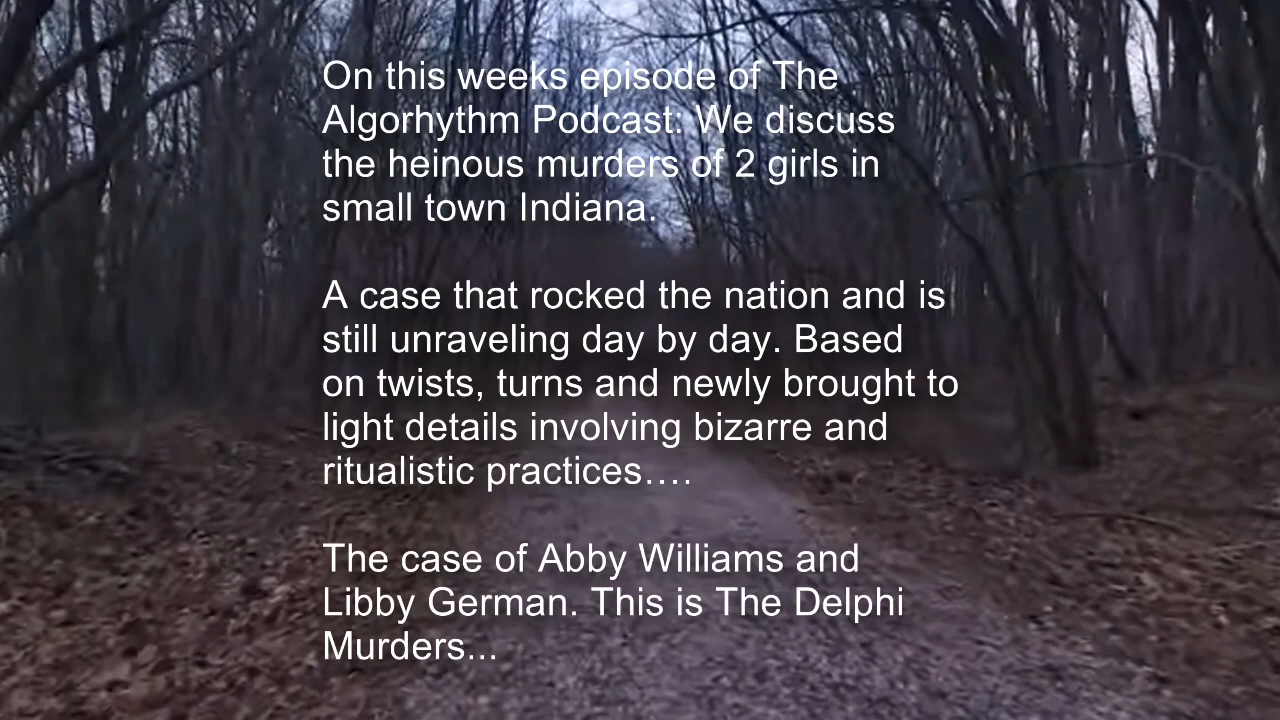 On this weeks episode of The
Algorhythm Podcast: We discuss
the heinous murders of 2 girls in
small town Indiana.
A case that rocked the nation and is
still unraveling day by day. Based
on twists, turns and newly brought to
light details involving bizarre and
ritualistic practices….
The case of Abby Williams and
Libby German. This is The Delphi
Murders...